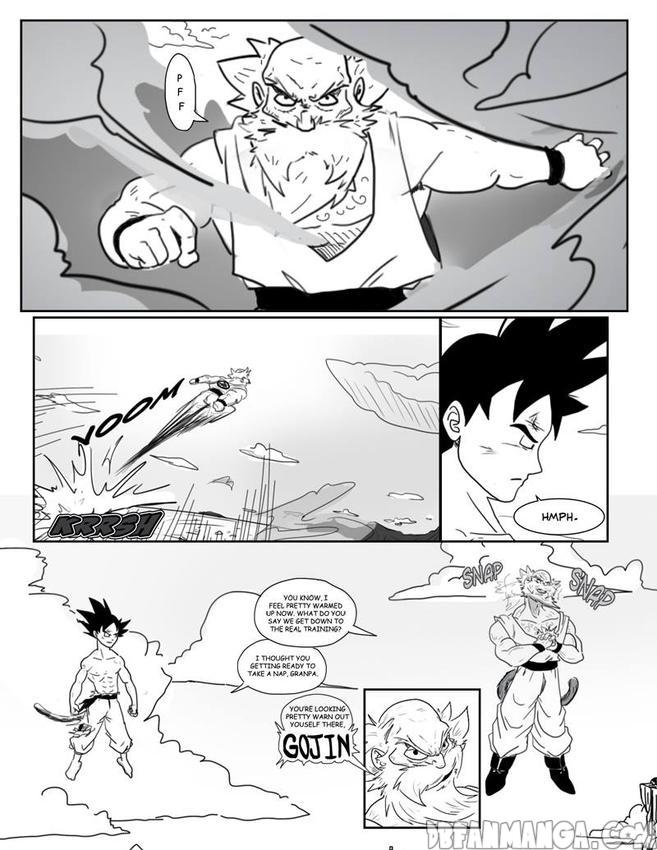 PFF
VOOM
KRRSH
HMPH.
SNAP
SNAP
YOU KNOW, I
FEEL PRETTY WARMED
UP NOW. WHAT DO YOU
SAY WE GET DOWN TO
THE REAL TRAINING?
I THOUGHT YOU
GETTING READY TO
TAKE A NAP, GRANPA.
YOU'RE LOOKING
PRETTY WARN OUT
YOUSELF THERE,
GOJIN
DBFANMANGA.COM